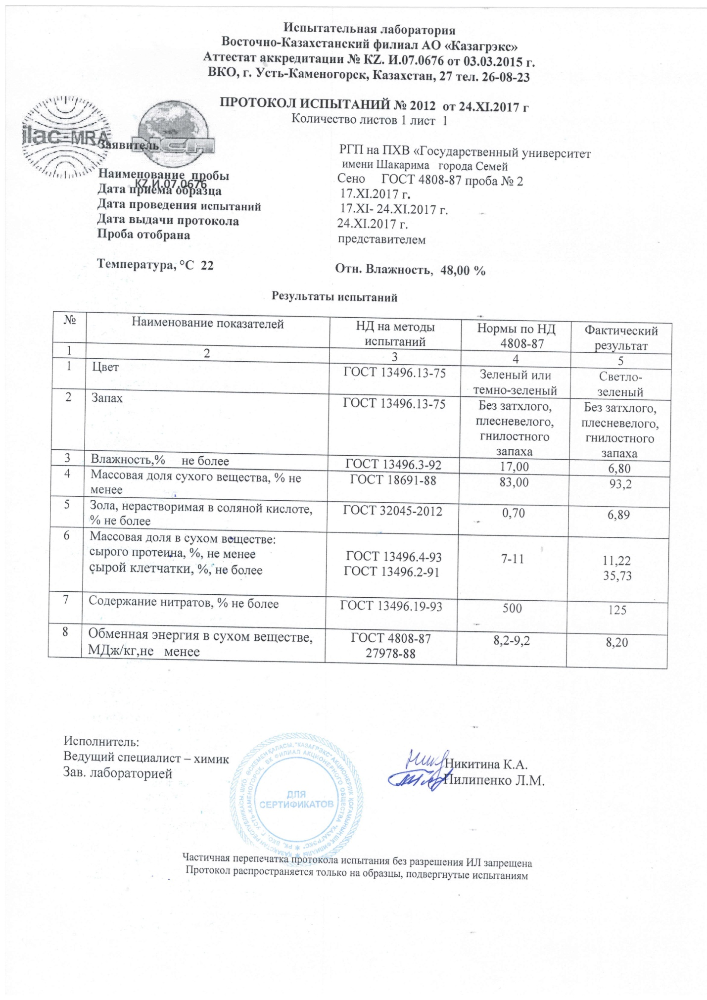 Испытательная лаборатория
Восточно-Казахстанский филиал АО «Казагрэкс»
Аттестат аккредитации № KZ. И.07.0676 от 03.03.2015 г.
ВКО, г. Усть-Каменогорск, Казахстан, 27 тел. 26-08-23
ПРОТОКОЛ ИСПЫТАНИЙ № 2012 от 24.XI.2017 г
Количество листов 1 лист 1
ilac-MRA
NCA
KZ.И.07.0676
Заявитель РГП на ПХВ «Государственный университет
имени Шакарима города Семей
Наименование пробы Сено ГОСТ 4808-87 проба № 2
Дата приема образца 17.XI.2017 г.
Дата проведения испытаний 17.XI- 24.XI.2017 г.
Дата выдачи протокола 24.XI.2017 г.
Проба отобрана представителем
Температура, °С 22 Отн. Влажность, 48,00 %
Результаты испытаний
№ Наименование показателей НД на методы испытаний Нормы по НД 4808-87 Фактический результат
1 2 3 4 5
1 Цвет ГОСТ 13496.13-75 Зеленый или темно-зеленый Светло-зеленый
2 Запах ГОСТ 13496.13-75 Без затхлого, плесневелого, гнилостного запаха Без затхлого, плесневелого, гнилостного запаха
3 Влажность,% не более ГОСТ 13496.3-92 17,00 6,80
4 Массовая доля сухого вещества, % не менее ГОСТ 18691-88 83,00 93,2
5 Зола, нерастворимая в соляной кислоте, % не более ГОСТ 32045-2012 0,70 6,89
6 Массовая доля в сухом веществе:
сырого протеина, %, не менее ГОСТ 13496.4-93 7-11 11,22
сырой клетчатки, %, не более ГОСТ 13496.2-91 35,73
7 Содержание нитратов, % не более ГОСТ 13496.19-93 500 125
8 Обменная энергия в сухом веществе, МДж/кг,не менее ГОСТ 4808-87 27978-88 8,2-9,2 8,20
Исполнитель:
Ведущий специалист – химик Никитина К.А.
Зав. лабораторией Пилипенко Л.М.
ДЛЯ
СЕРТИФИКАТОВ
Частичная перепечатка протокола испытания без разрешения ИЛ запрещена
Протокол распространяется только на образцы, подвергнутые испытаниям